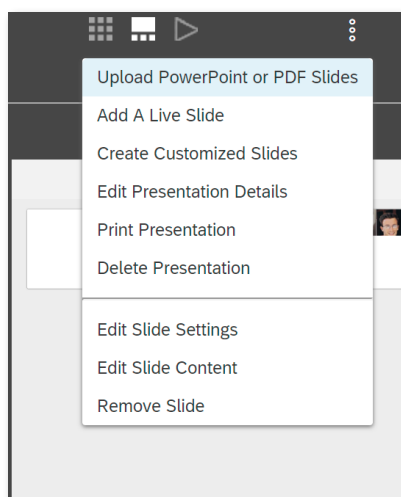 Upload PowerPoint or PDF Slides
Add A Live Slide
Create Customized Slides
Edit Presentation Details
Print Presentation
Delete Presentation
Edit Slide Settings
Edit Slide Content
Remove Slide